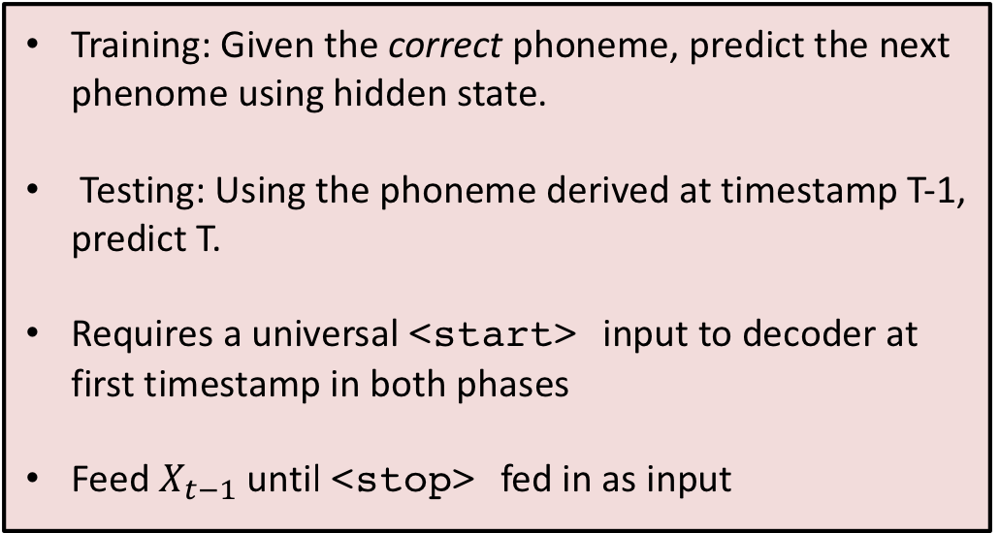 • Training: Given the correct phoneme, predict the next
phenome using hidden state.
• Testing: Using the phoneme derived at timestamp T-1,
predict T.
• Requires a universal <start> input to decoder at
first timestamp in both phases
• Feed X_{t−1} until <stop> fed in as input